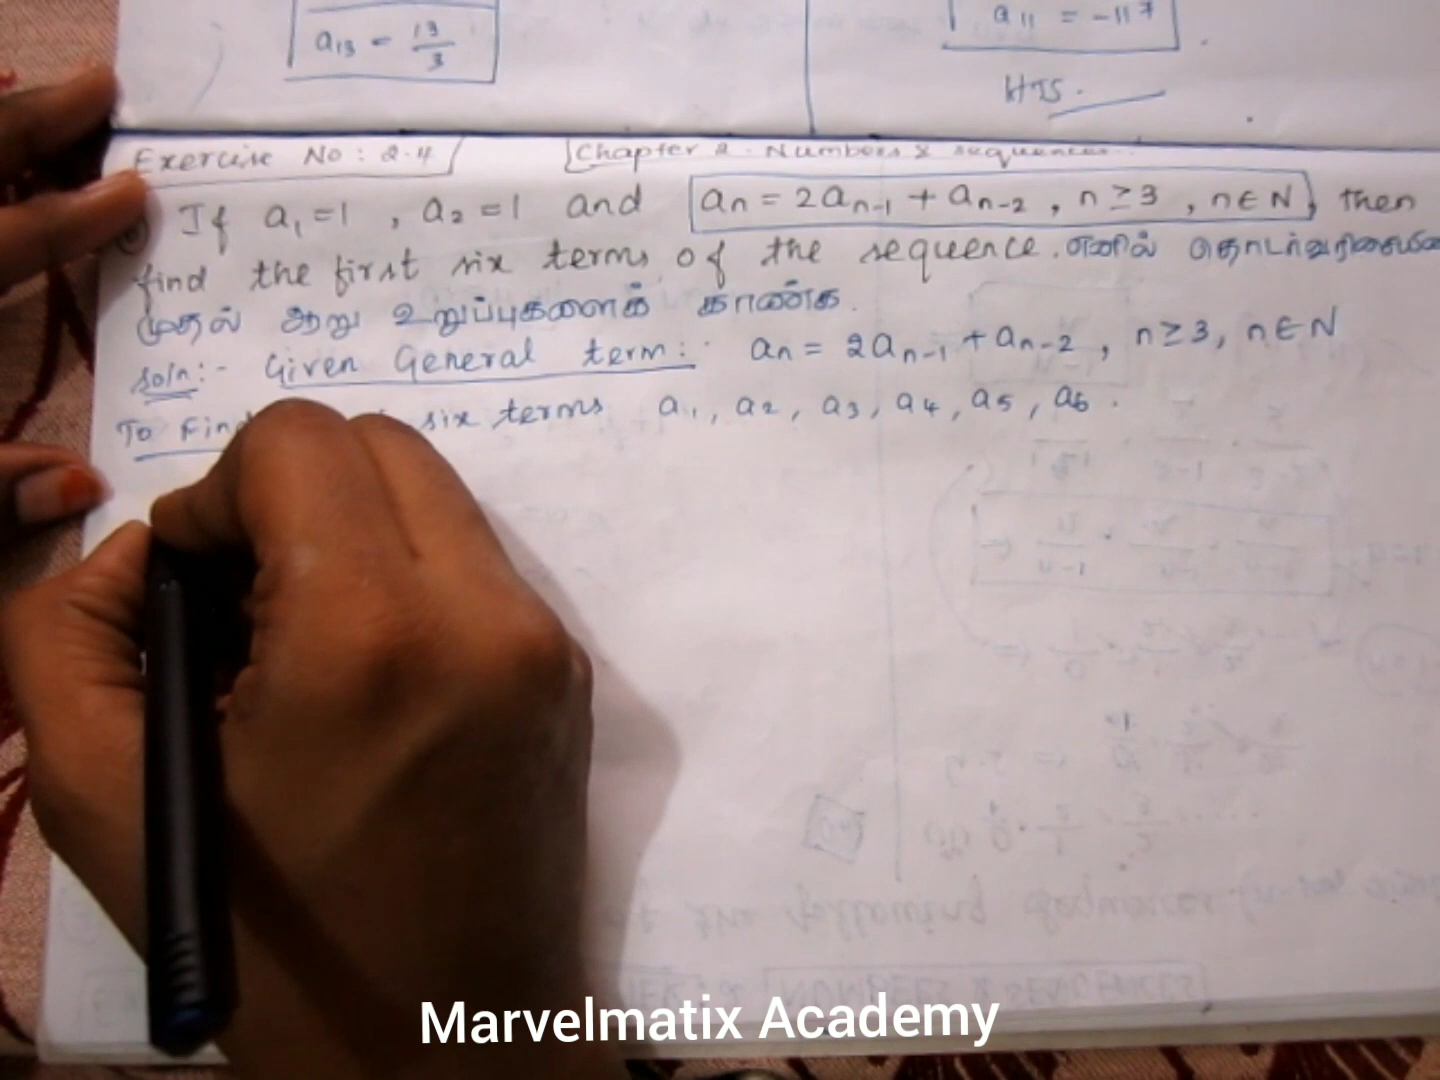 a₁₃ = 13/3
a₁₁ = -117
Exercise No: 2.4
Chapter 2. Numbers & sequences.
If a₁=1 , a₂=1 and aₙ = 2aₙ₋₁ + aₙ₋₂ , n ≥ 3 , n ∈ N, then
find the first six terms of the sequence. எனில் தொடர்வரிசையின்
முதல் ஆறு உறுப்புகளைக் காண்க.
Soln:- Given General term: aₙ = 2aₙ₋₁ + aₙ₋₂ , n ≥ 3, n ∈ N
To Find six terms a₁, a₂, a₃, a₄, a₅, a₆.
Marvelmatix Academy